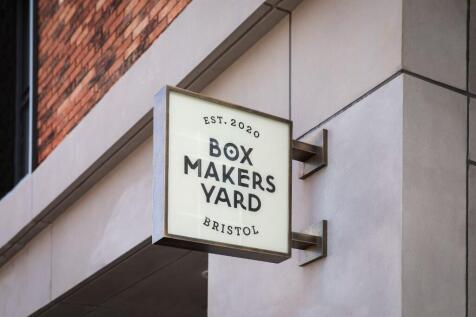 EST. 2020
BOX
MAKERS
YARD
BRISTOL